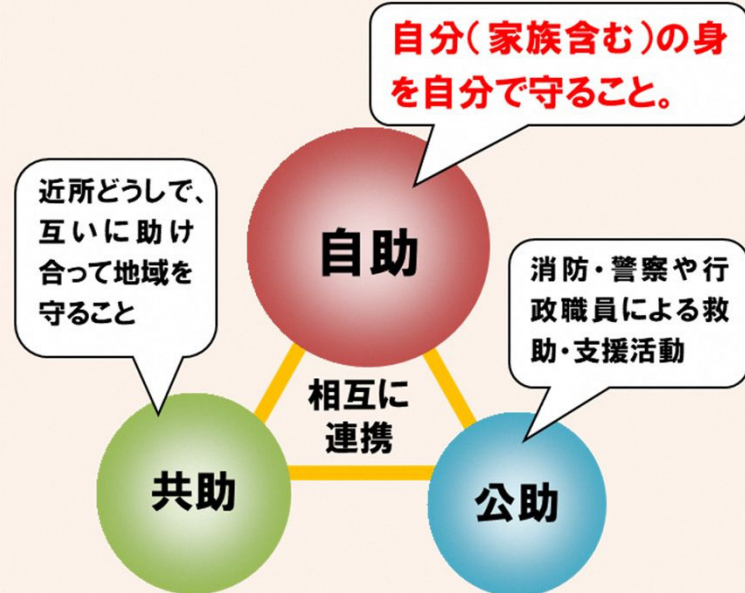 自分(家族含む)の身
を自分で守ること。
自助
近所どうしで、
互いに助け
合って地域を
守ること
消防・警察や行
政職員による救
助・支援活動
相互に
連携
共助
公助